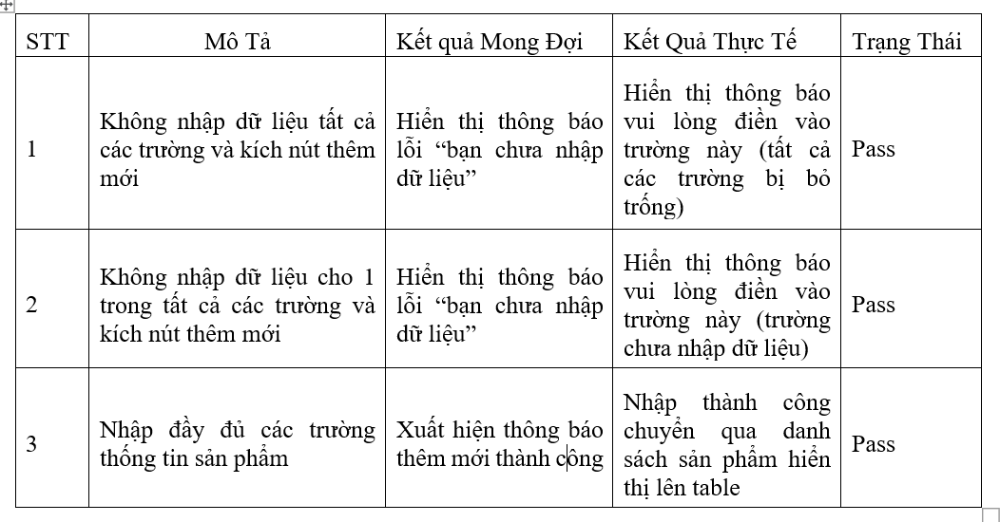 STT Mô Tả Kết quả Mong Đợi Kết Quả Thực Tế Trạng Thái
1
Không nhập dữ liệu tất cả
các trường và kích nút thêm
mới
Hiển thị thông báo
lỗi “bạn chưa nhập
dữ liệu”
Hiển thị thông báo
vui lòng điền vào
trường này (tất cả
các trường bị bỏ
trống)
Pass
2
Không nhập dữ liệu cho 1
trong tất cả các trường và
kích nút thêm mới
Hiển thị thông báo
lỗi “bạn chưa nhập
dữ liệu”
Hiển thị thông báo
vui lòng điền vào
trường này (trường
chưa nhập dữ liệu)
Pass
3
Nhập đầy đủ các trường
thống tin sản phẩm
Xuất hiện thông báo
thêm mới thành công
Nhập thành công
chuyển qua danh
sách sản phẩm hiển
thị lên table
Pass